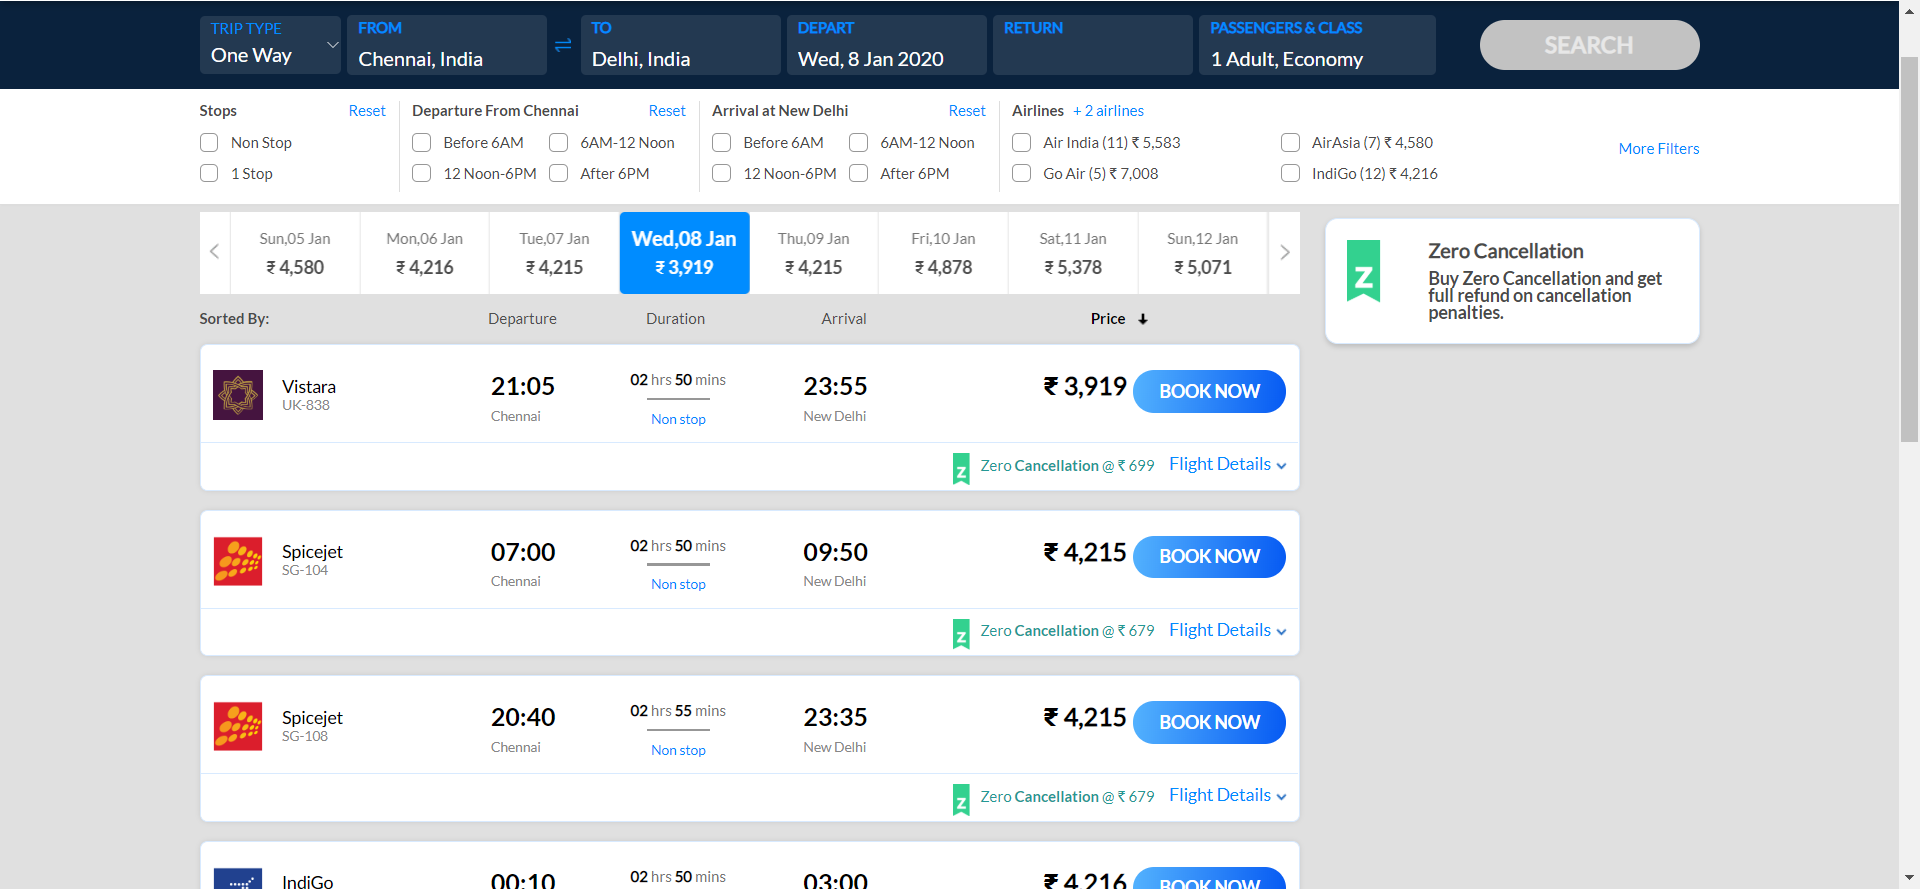 TRIP TYPE
One Way
FROM
Chennai, India
TO
Delhi, India
DEPART
Wed, 8 Jan 2020
RETURN
PASSENGERS & CLASS
1 Adult, Economy
SEARCH
Stops Reset
Non Stop
1 Stop
Departure From Chennai Reset
Before 6AM 6AM-12 Noon
12 Noon-6PM After 6PM
Arrival at New Delhi Reset
Before 6AM 6AM-12 Noon
12 Noon-6PM After 6PM
Airlines + 2 airlines
Air India (11) ₹ 5,583 AirAsia (7) ₹ 4,580
Go Air (5) ₹ 7,008 IndiGo (12) ₹ 4,216
More Filters
Sun,05 Jan
₹ 4,580
Mon,06 Jan
₹ 4,216
Tue,07 Jan
₹ 4,215
Wed,08 Jan
₹ 3,919
Thu,09 Jan
₹ 4,215
Fri,10 Jan
₹ 4,878
Sat,11 Jan
₹ 5,378
Sun,12 Jan
₹ 5,071
Z
Zero Cancellation
Buy Zero Cancellation and get
full refund on cancellation
penalties.
Sorted By: Departure Duration Arrival Price
Vistara
UK-838
21:05
Chennai
02 hrs 50 mins
Non stop
23:55
New Delhi
₹ 3,919
BOOK NOW
Z Zero Cancellation @ ₹ 699 Flight Details
Spicejet
SG-104
07:00
Chennai
02 hrs 50 mins
Non stop
09:50
New Delhi
₹ 4,215
BOOK NOW
Z Zero Cancellation @ ₹ 679 Flight Details
Spicejet
SG-108
20:40
Chennai
02 hrs 55 mins
Non stop
23:35
New Delhi
₹ 4,215
BOOK NOW
Z Zero Cancellation @ ₹ 679 Flight Details
IndiGo
00:10
02 hrs 50 mins
03:00
₹ 4,216
BOOK NOW